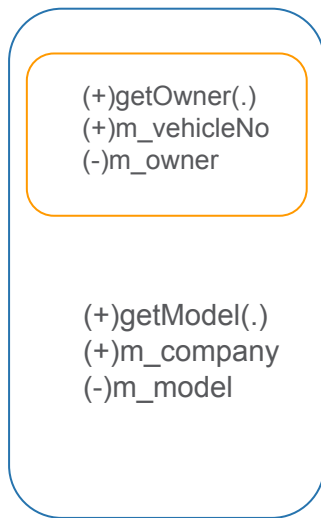 (+)getOwner(.)
(+)m_vehicleNo
(-)m_owner
(+)getModel(.)
(+)m_company
(-)m_model